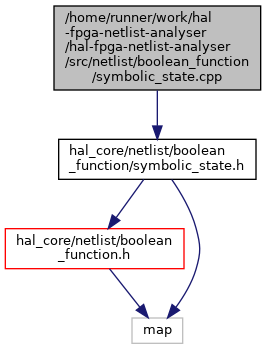 /home/runner/work/hal
-fpga-netlist-analyser
/hal-fpga-netlist-analyser
/src/netlist/boolean_function
/symbolic_state.cpp
hal_core/netlist/boolean
_function/symbolic_state.h
hal_core/netlist/boolean
_function.h
map